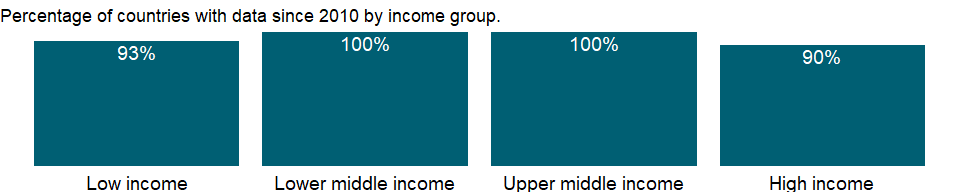 Percentage of countries with data since 2010 by income group.
93%
100%
100%
90%
Low income
Lower middle income
Upper middle income
High income